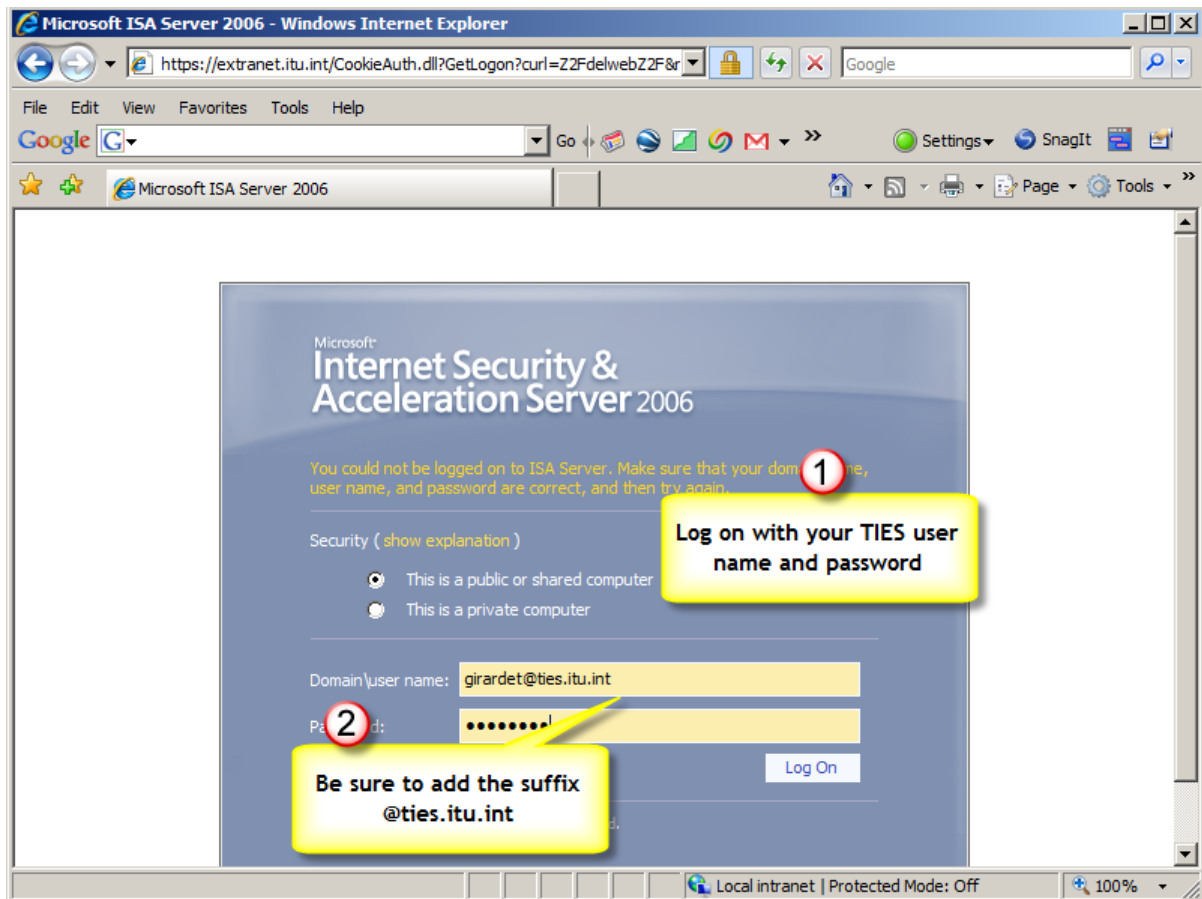 Microsoft ISA Server 2006 - Windows Internet Explorer
https://extranet.itu.int/CookieAuth.dll?GetLogon?curl=Z2FdelwebZ2F&r
Google
File Edit View Favorites Tools Help
Google G Go » Settings SnagIt
Microsoft ISA Server 2006 Page Tools »
Microsoft
Internet Security &
Acceleration Server 2006
You could not be logged on to ISA Server. Make sure that your
user name, and password are correct, and then try again.
1
Log on with your TIES user
name and password
Security ( show explanation )
This is a public or shared computer
This is a private computer
Domain\user name: girardet@ties.itu.int
2
Log On
Be sure to add the suffix
@ties.itu.int
Local intranet | Protected Mode: Off 100%